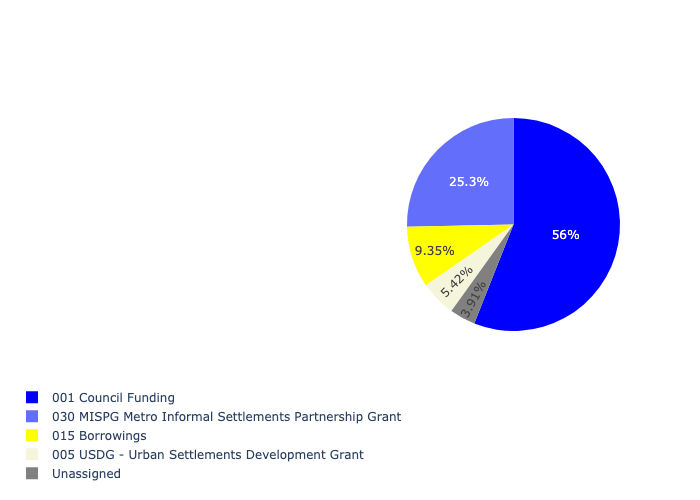 25.3%
56%
9.35%
5.42%
3.91%
001 Council Funding
030 MISPG Metro Informal Settlements Partnership Grant
015 Borrowings
005 USDG - Urban Settlements Development Grant
Unassigned